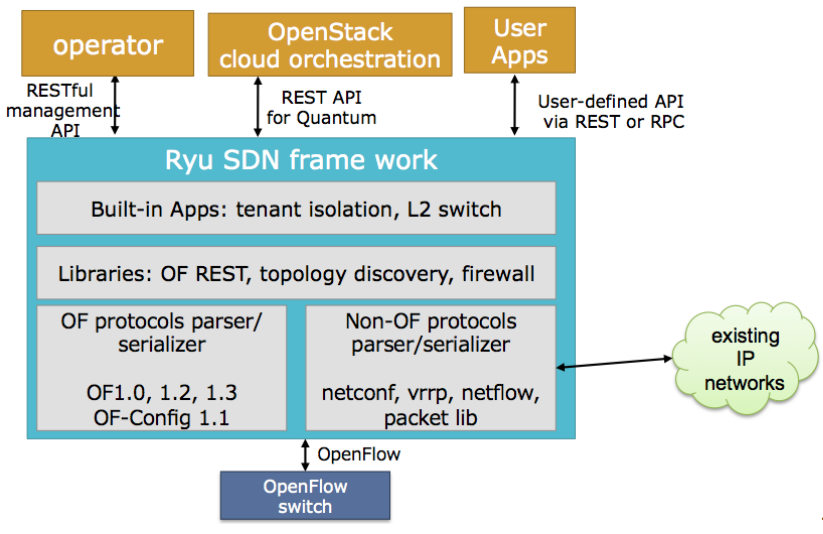 operator
OpenStack
cloud orchestration
User
Apps
RESTful
management
API
REST API
for Quantum
User-defined API
via REST or RPC
Ryu SDN frame work
Built-in Apps: tenant isolation, L2 switch
Libraries: OF REST, topology discovery, firewall
OF protocols parser/
serializer
OF1.0, 1.2, 1.3
OF-Config 1.1
Non-OF protocols
parser/serializer
netconf, vrrp, netflow,
packet lib
existing
IP
networks
OpenFlow
OpenFlow
switch